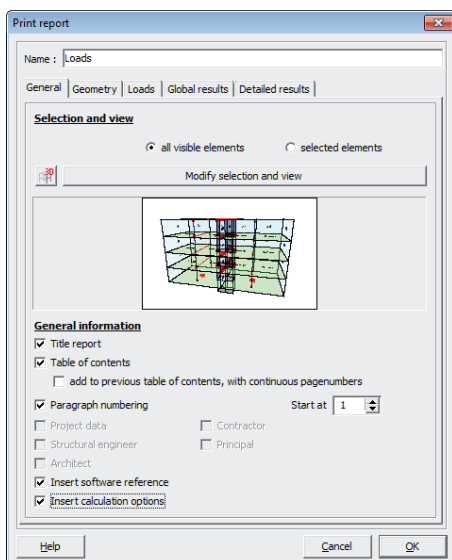 Print report
Name : Loads
General Geometry Loads Global results Detailed results
Selection and view
all visible elements selected elements
3D Modify selection and view
General information
Title report
Table of contents
add to previous table of contents, with continuous pagenumbers
Paragraph numbering Start at 1
Project data Contractor
Structural engineer Principal
Architect
Insert software reference
Insert calculation options
Help Cancel OK